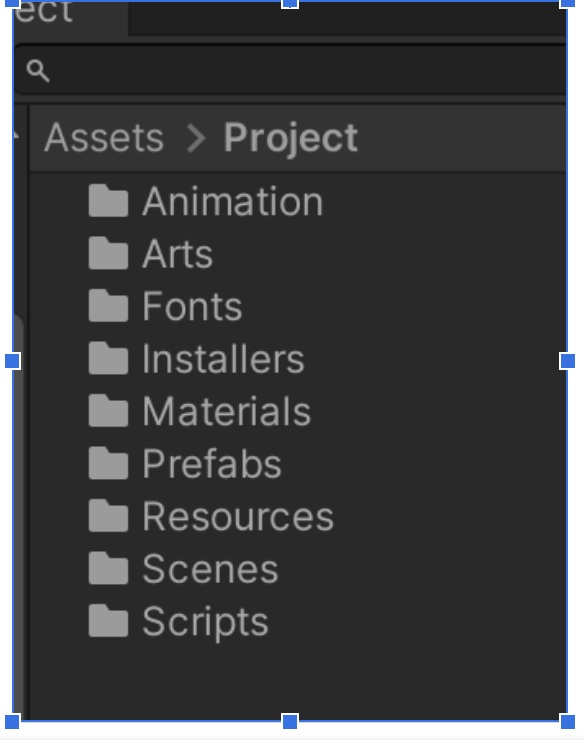 Assets > Project
Animation
Arts
Fonts
Installers
Materials
Prefabs
Resources
Scenes
Scripts